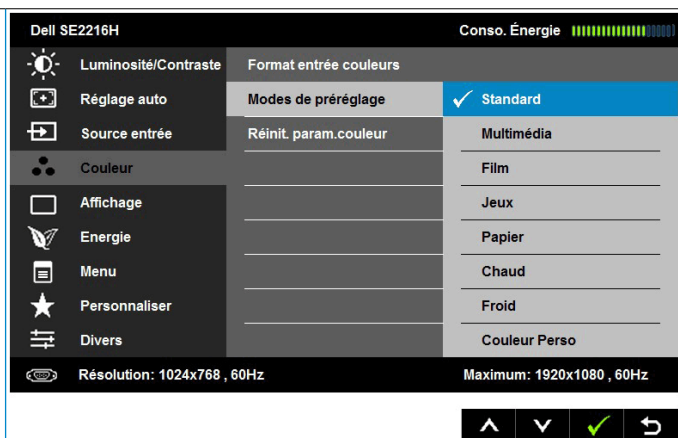 Dell SE2216H Conso. Énergie
Luminosité/Contraste Format entrée couleurs
Réglage auto Modes de préréglage Standard
Source entrée Réinit. param.couleur Multimédia
Couleur Film
Affichage Jeux
Energie Papier
Menu Chaud
Personnaliser Froid
Divers Couleur Perso
Résolution: 1024x768 , 60Hz Maximum: 1920x1080 , 60Hz